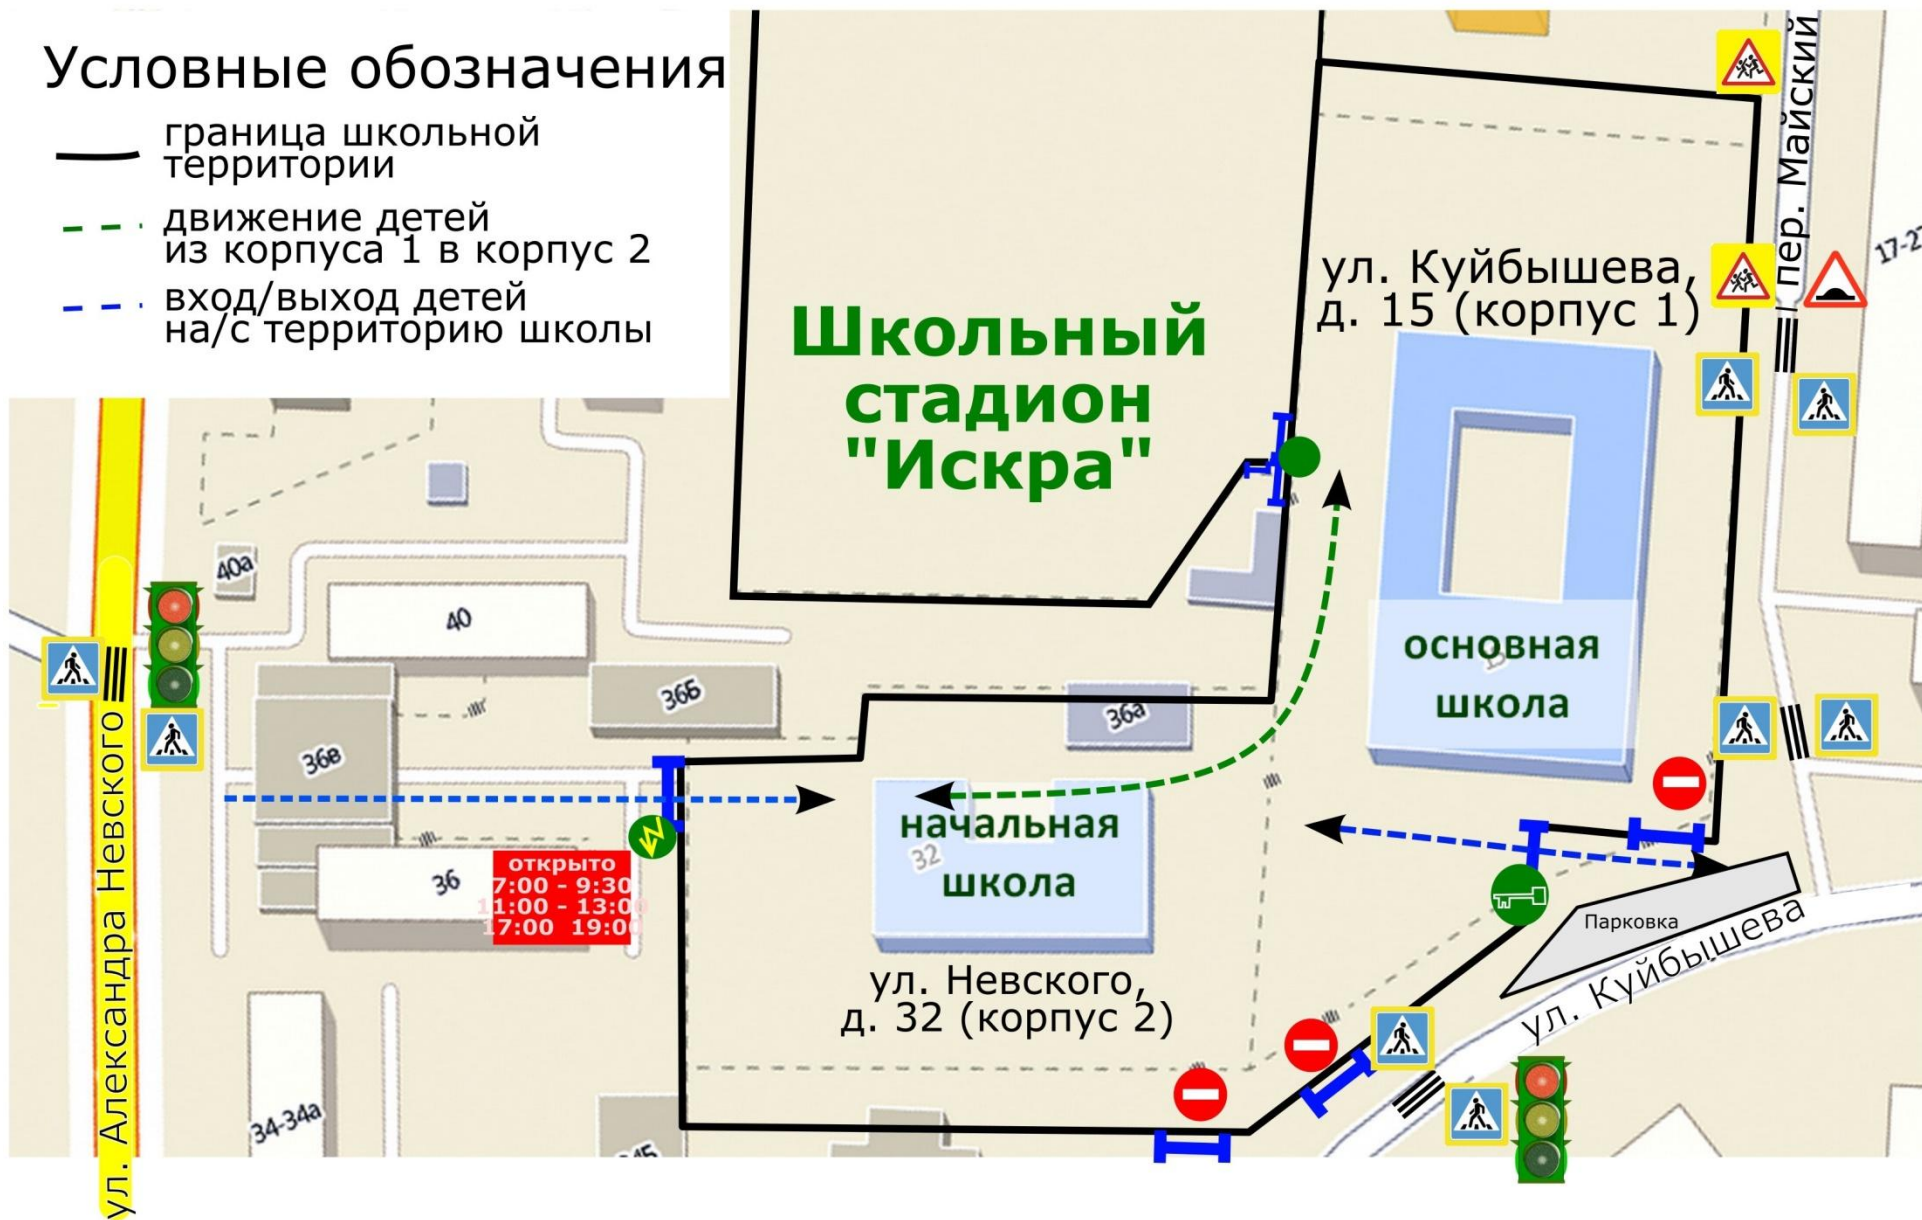 Условные обозначения
граница школьной
территории
движение детей
из корпуса 1 в корпус 2
вход/выход детей
на/с территорию школы
Школьный
стадион
"Искра"
ул. Куйбышева,
д. 15 (корпус 1)
пер. Майский
основная
школа
15
40а
40
36Б
36а
36в
36
открыто
7:00 - 9:30
11:00 - 13:00
17:00 19:00
начальная
32
школа
ул. Невского,
д. 32 (корпус 2)
Парковка
ул. Куйбышева
ул. Александра Невского
34-34а